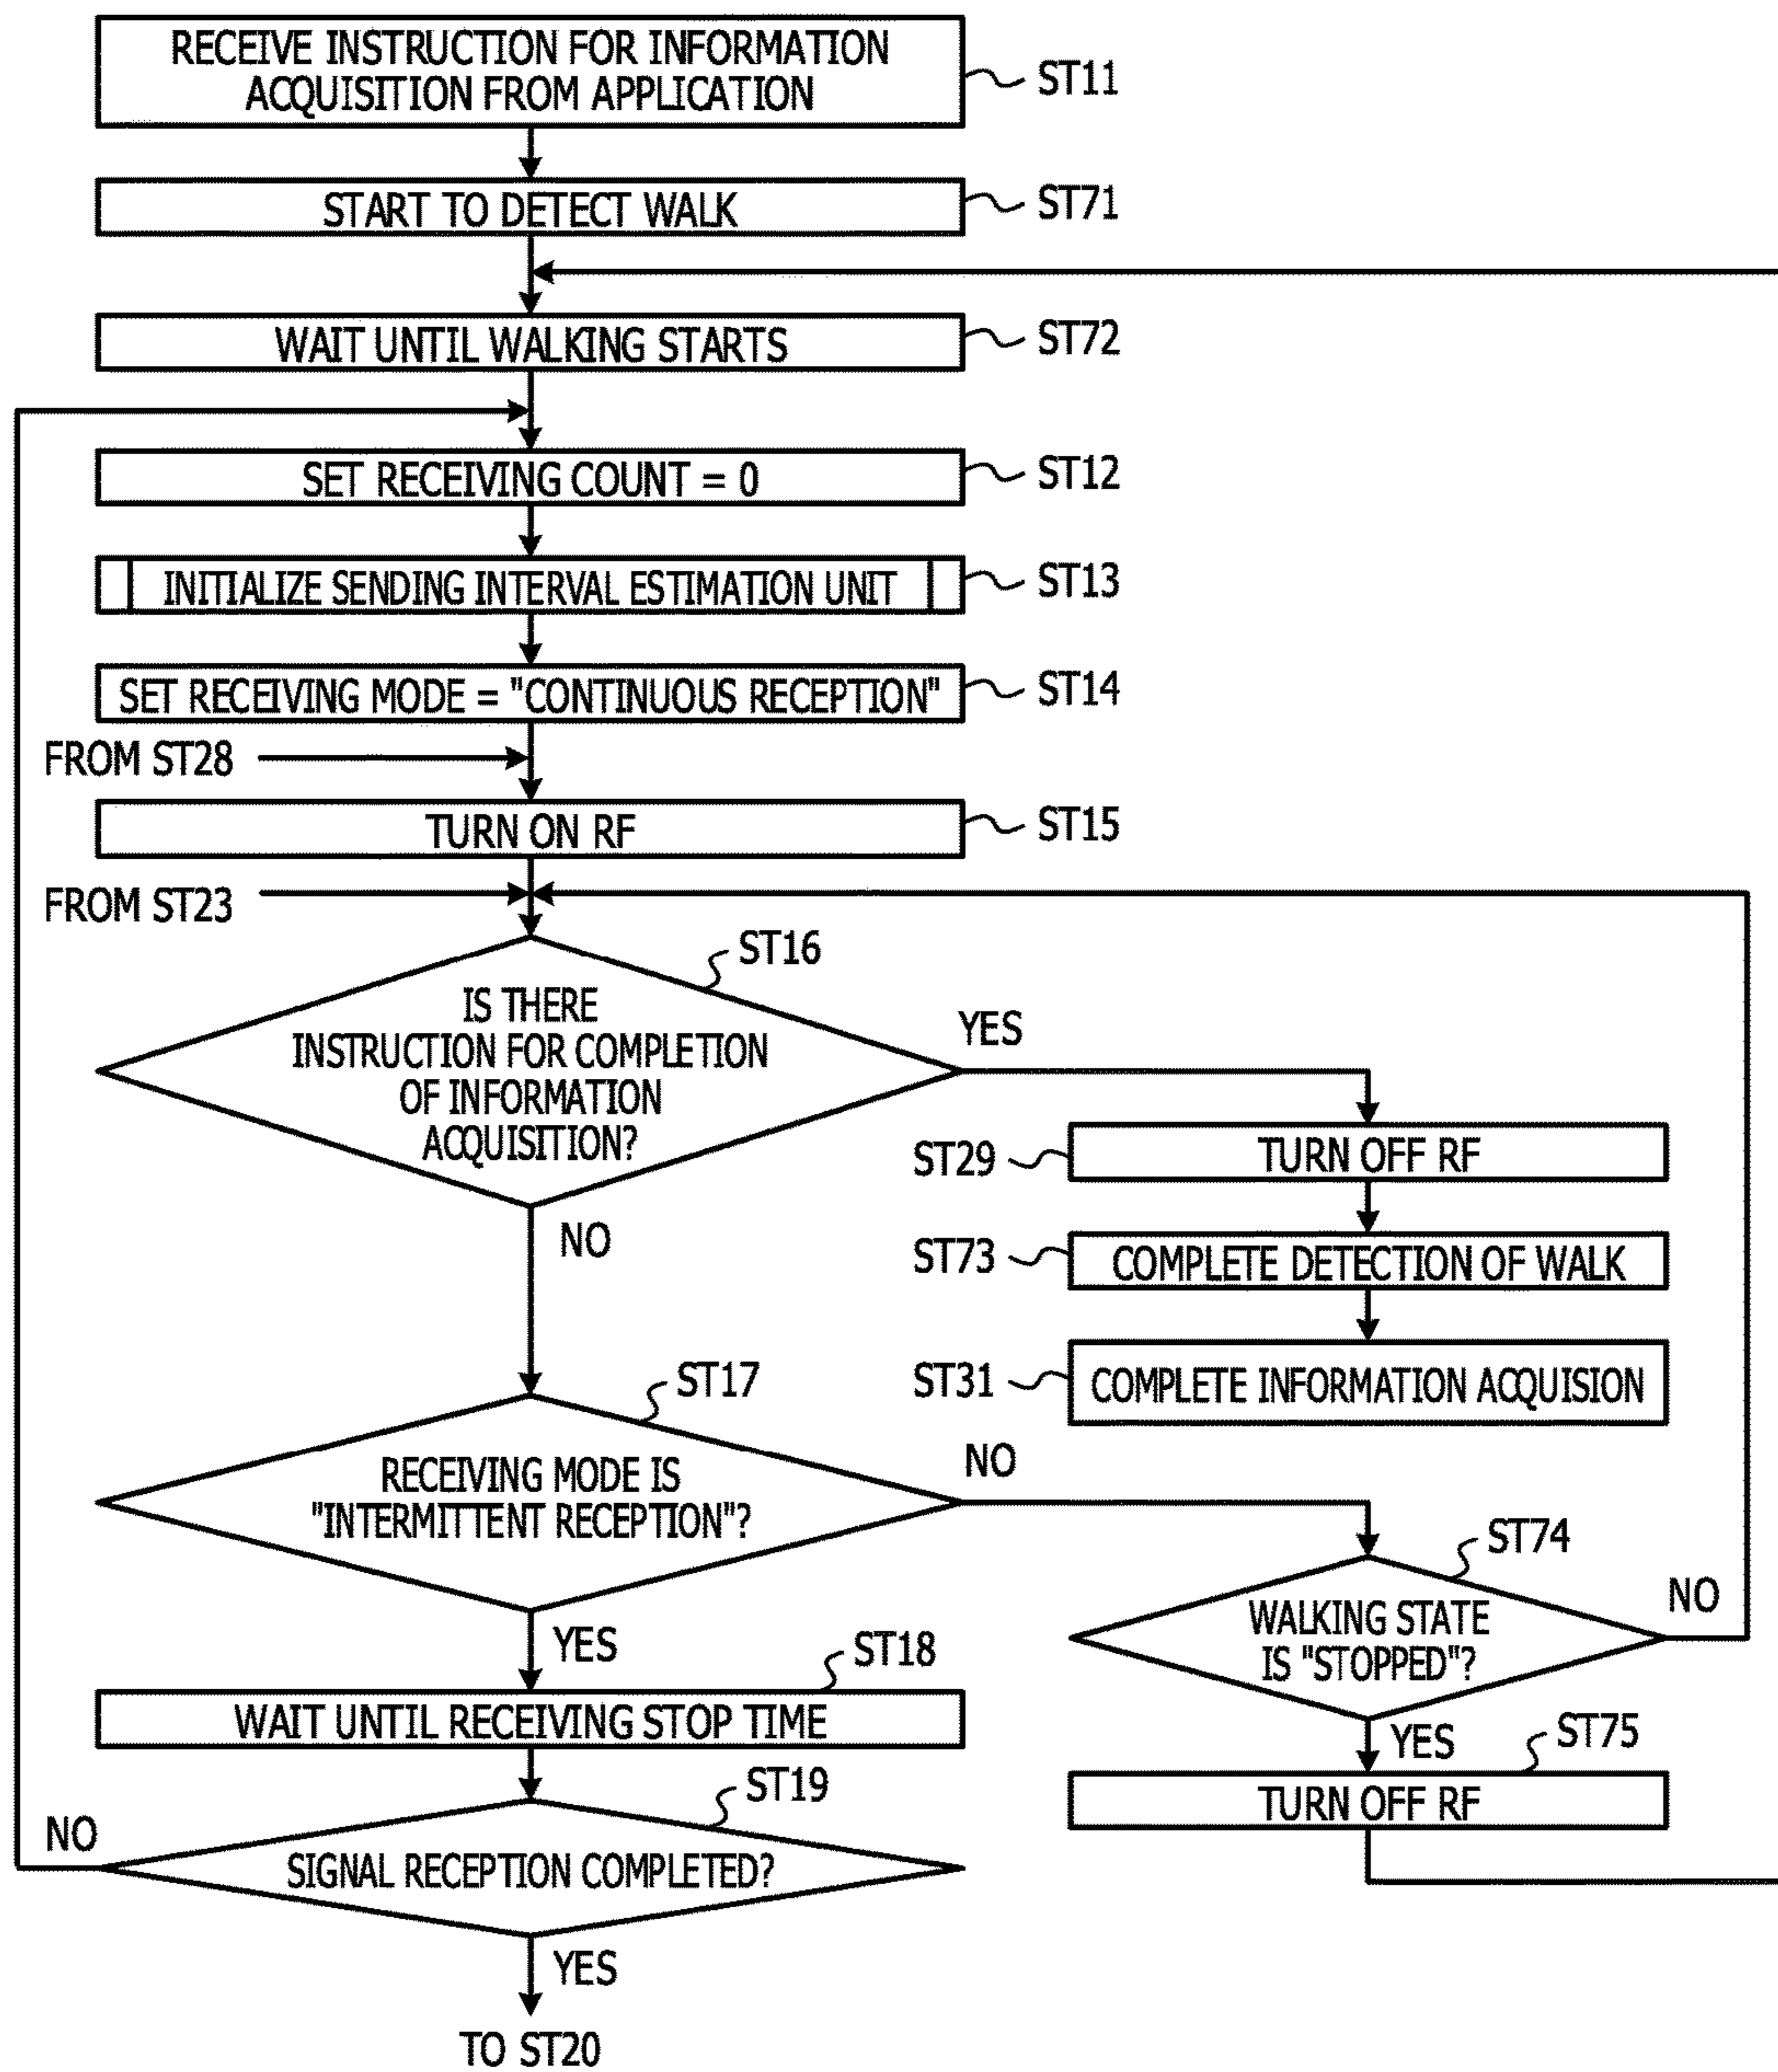 RECEIVE INSTRUCTION FOR INFORMATION
ACQUISITION FROM APPLICATION
ST11
START TO DETECT WALK
ST71
WAIT UNTIL WALKING STARTS
ST72
SET RECEIVING COUNT = 0
ST12
INITIALIZE SENDING INTERVAL ESTIMATION UNIT
ST13
SET RECEIVING MODE = "CONTINUOUS RECEPTION"
ST14
FROM ST28
TURN ON RF
ST15
FROM ST23
ST16
IS THERE
INSTRUCTION FOR COMPLETION
OF INFORMATION
ACQUISITION?
YES
NO
ST29
TURN OFF RF
ST73
COMPLETE DETECTION OF WALK
ST31
COMPLETE INFORMATION ACQUISION
ST17
RECEIVING MODE IS
"INTERMITTENT RECEPTION"?
NO
YES
ST74
WALKING STATE
IS "STOPPED"?
NO
YES
ST18
WAIT UNTIL RECEIVING STOP TIME
ST75
TURN OFF RF
ST19
SIGNAL RECEPTION COMPLETED?
NO
YES
TO ST20